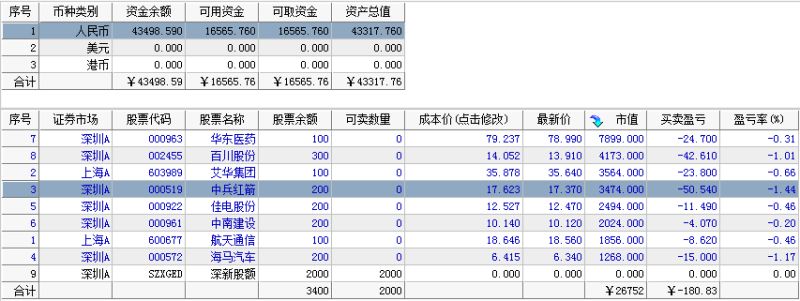 序号 币种类别 资金余额 可用资金 可取资金 资产总值
1 人民币 43498.590 16565.760 16565.760 43317.760
2 美元 0.000 0.000 0.000 0.000
3 港币 0.000 0.000 0.000 0.000
合计 ￥43498.59 ￥16565.76 ￥16565.76 ￥43317.76
序号 证券市场 股票代码 股票名称 股票余额 可卖数量 成本价(点击修改) 最新价 市值 买卖盈亏 盈亏率(%)
7 深圳A 000963 华东医药 100 0 79.237 78.990 7899.000 -24.700 -0.31
8 深圳A 002455 百川股份 300 0 14.052 13.910 4173.000 -42.610 -1.01
2 上海A 603989 艾华集团 100 0 35.878 35.640 3564.000 -23.800 -0.66
3 深圳A 000519 中兵红箭 200 0 17.623 17.370 3474.000 -50.540 -1.44
5 深圳A 000922 佳电股份 200 0 12.527 12.470 2494.000 -11.490 -0.46
6 深圳A 000961 中南建设 200 0 10.140 10.120 2024.000 -4.070 -0.20
1 上海A 600677 航天通信 100 0 18.646 18.560 1856.000 -8.620 -0.46
4 深圳A 000572 海马汽车 200 0 6.415 6.340 1268.000 -15.000 -1.17
9 深圳A SZXGED 深新股额 2000 2000 0.000 0.000 0.000 0.000 0.00
合计 3400 2000 ￥26752 ￥-180.83